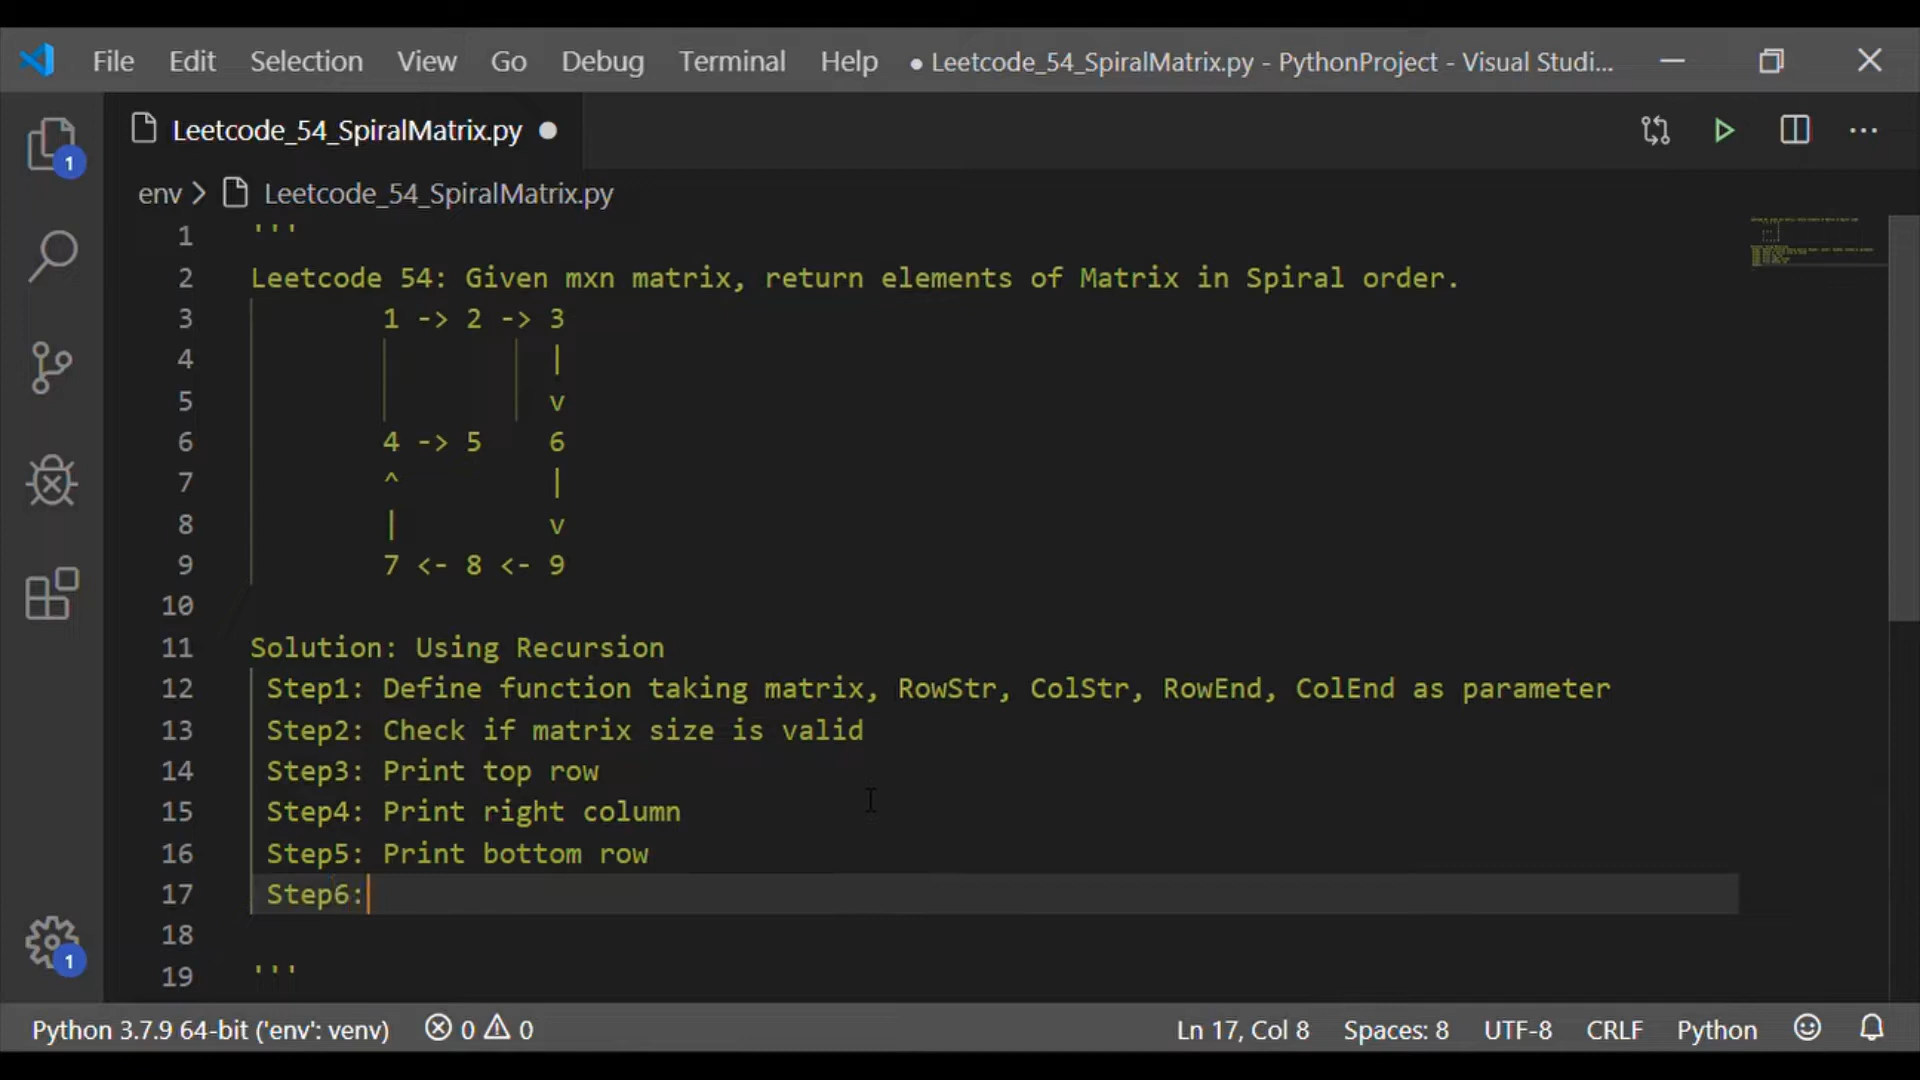 File Edit Selection View Go Debug Terminal Help ● Leetcode_54_SpiralMatrix.py - PythonProject - Visual Studi...
Leetcode_54_SpiralMatrix.py ●
env > Leetcode_54_SpiralMatrix.py
1 '''
2 Leetcode 54: Given mxn matrix, return elements of Matrix in Spiral order.
3 1 -> 2 -> 3
4 |
5 v
6 4 -> 5 6
7 ^ |
8 | v
9 7 <- 8 <- 9
10
11 Solution: Using Recursion
12 Step1: Define function taking matrix, RowStr, ColStr, RowEnd, ColEnd as parameter
13 Step2: Check if matrix size is valid
14 Step3: Print top row
15 Step4: Print right column
16 Step5: Print bottom row
17 Step6:
18
19 '''
1
1
Python 3.7.9 64-bit ('env': venv) 0 0 Ln 17, Col 8 Spaces: 8 UTF-8 CRLF Python